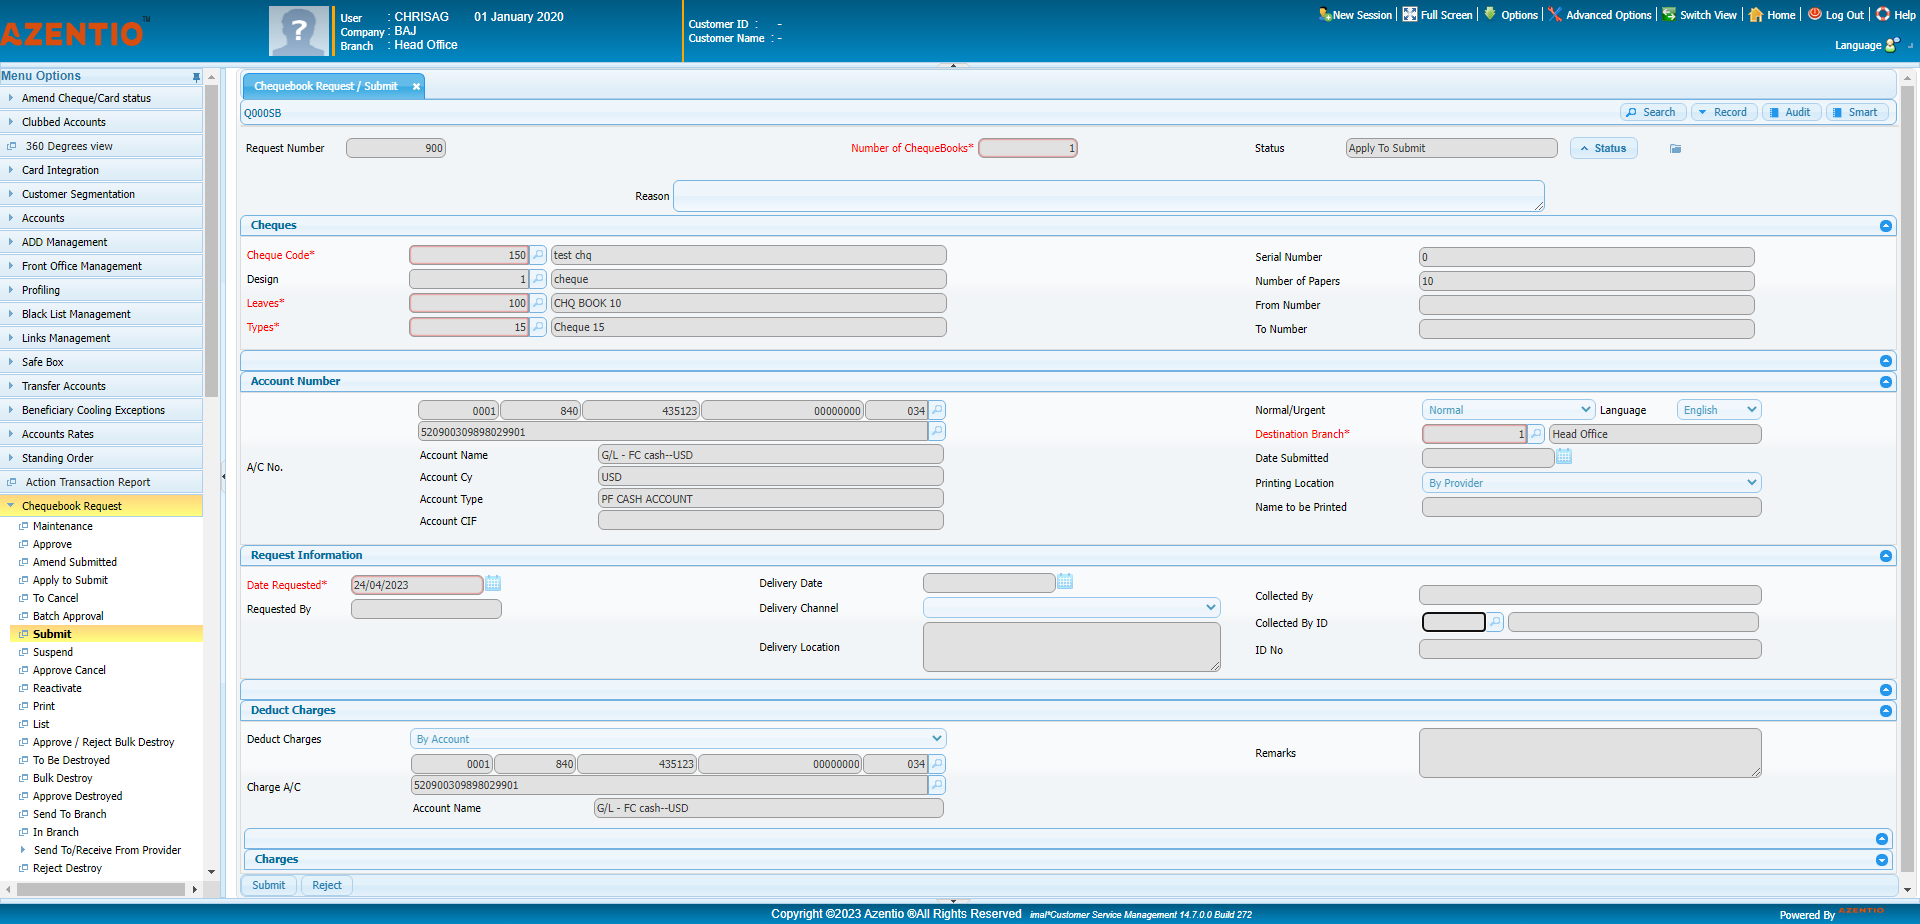 AZENTIO™
User : CHRISAG 01 January 2020
Company : BAJ
Branch : Head Office
Customer ID : -
Customer Name : -
New Session | Full Screen | Options | Advanced Options | Switch View | Home | Log Out | Help
Language
Menu Options
Amend Cheque/Card status
Clubbed Accounts
360 Degrees view
Card Integration
Customer Segmentation
Accounts
ADD Management
Front Office Management
Profiling
Black List Management
Links Management
Safe Box
Transfer Accounts
Beneficiary Cooling Exceptions
Accounts Rates
Standing Order
Action Transaction Report
Chequebook Request
Maintenance
Approve
Amend Submitted
Apply to Submit
To Cancel
Batch Approval
Submit
Suspend
Approve Cancel
Reactivate
Print
List
Approve / Reject Bulk Destroy
To Be Destroyed
Bulk Destroy
Approve Destroyed
Send To Branch
In Branch
Send To/Receive From Provider
Reject Destroy
Chequebook Request / Submit
Q000SB
Search Record Audit Smart
Request Number 900 Number of ChequeBooks* 1 Status Apply To Submit Status
Reason
Cheques
Cheque Code* 150 test chq Serial Number 0
Design 1 cheque Number of Papers 10
Leaves* 100 CHQ BOOK 10 From Number
Types* 15 Cheque 15 To Number
Account Number
0001 840 435123 00000000 034 Normal/Urgent Normal Language English
520900309898029901 Destination Branch* 1 Head Office
Account Name G/L - FC cash--USD Date Submitted
A/C No.
Account Cy USD Printing Location By Provider
Account Type PF CASH ACCOUNT Name to be Printed
Account CIF
Request Information
Date Requested* 24/04/2023 Delivery Date Collected By
Requested By Delivery Channel Collected By ID
Delivery Location ID No
Deduct Charges
Deduct Charges By Account Remarks
0001 840 435123 00000000 034
Charge A/C 520900309898029901
Account Name G/L - FC cash--USD
Charges
Submit Reject
Copyright ©2023 Azentio ®All Rights Reserved imal*Customer Service Management 14.7.0.0 Build 272
Powered By AZENTIO